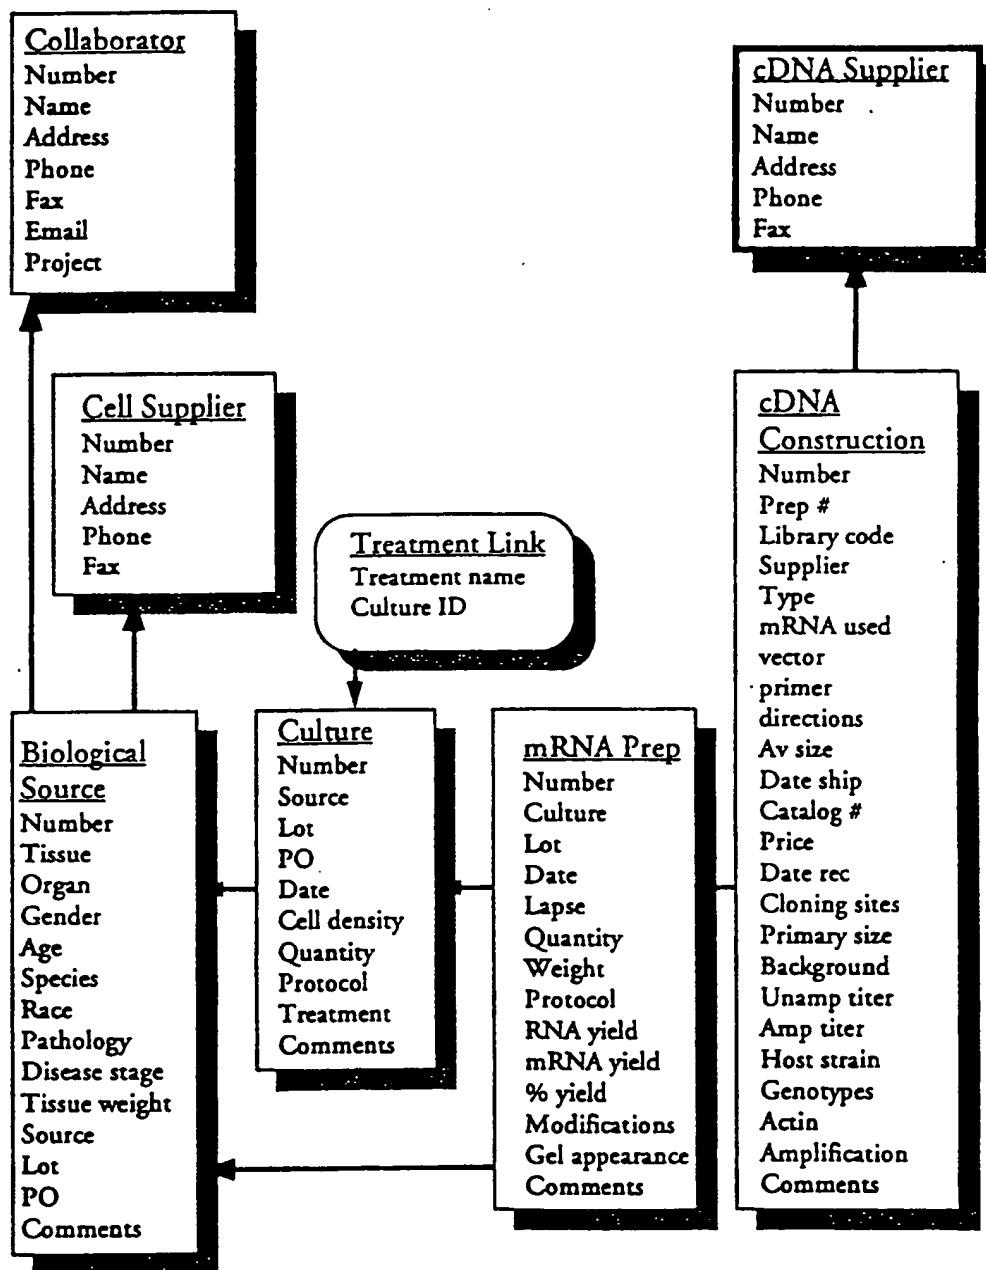 Collaborator
Number
Name
Address
Phone
Fax
Email
Project
cDNA Supplier
Number
Name
Address
Phone
Fax
Cell Supplier
Number
Name
Address
Phone
Fax
Treatment Link
Treatment name
Culture ID
Biological
Source
Number
Tissue
Organ
Gender
Age
Species
Race
Pathology
Disease stage
Tissue weight
Source
Lot
PO
Comments
Culture
Number
Source
Lot
PO
Date
Cell density
Quantity
Protocol
Treatment
Comments
mRNA Prep
Number
Culture
Lot
Date
Lapse
Quantity
Weight
Protocol
RNA yield
mRNA yield
% yield
Modifications
Gel appearance
Comments
cDNA
Construction
Number
Prep #
Library code
Supplier
Type
mRNA used
vector
primer
directions
Av size
Date ship
Catalog #
Price
Date rec
Cloning sites
Primary size
Background
Unamp titer
Amp titer
Host strain
Genotypes
Actin
Amplification
Comments